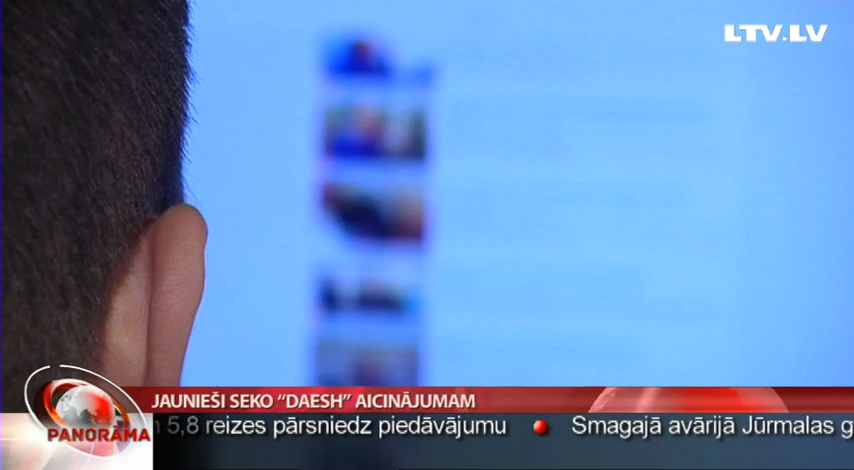 LTV.LV
JAUNIEŠI SEKO “DAESH” AICINĀJUMAM
PANORĀMA
5,8 reizes pārsniedz piedāvājumu
Smagajā avārijā Jūrmalas g